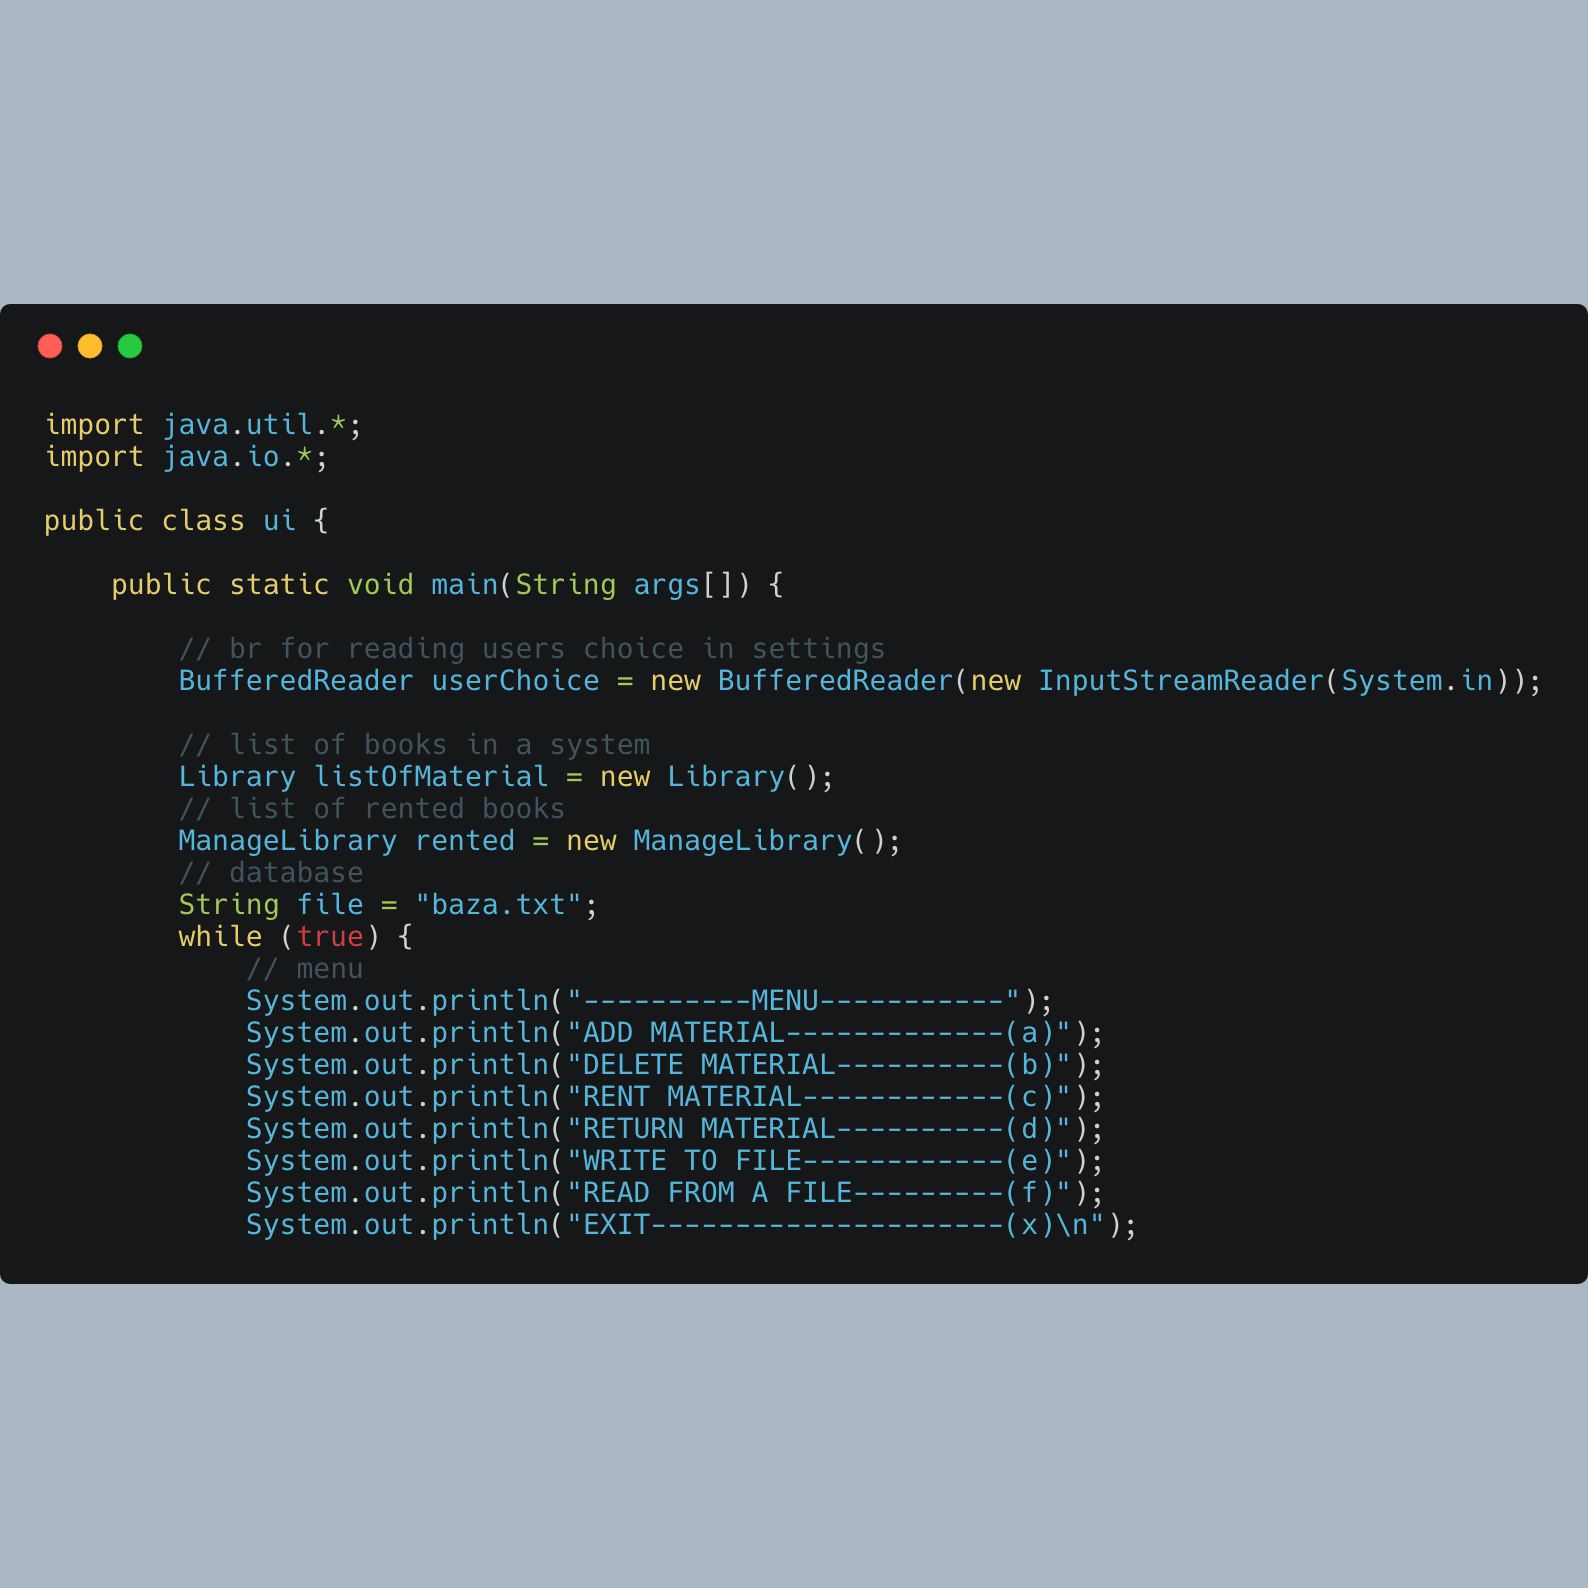 import java.util.*;
import java.io.*;
public class ui {
public static void main(String args[]) {
// br for reading users choice in settings
BufferedReader userChoice = new BufferedReader(new InputStreamReader(System.in));
// list of books in a system
Library listOfMaterial = new Library();
// list of rented books
ManageLibrary rented = new ManageLibrary();
// database
String file = "baza.txt";
while (true) {
// menu
System.out.println("----------MENU-----------");
System.out.println("ADD MATERIAL-------------(a)");
System.out.println("DELETE MATERIAL----------(b)");
System.out.println("RENT MATERIAL------------(c)");
System.out.println("RETURN MATERIAL----------(d)");
System.out.println("WRITE TO FILE------------(e)");
System.out.println("READ FROM A FILE---------(f)");
System.out.println("EXIT---------------------(x)\n");